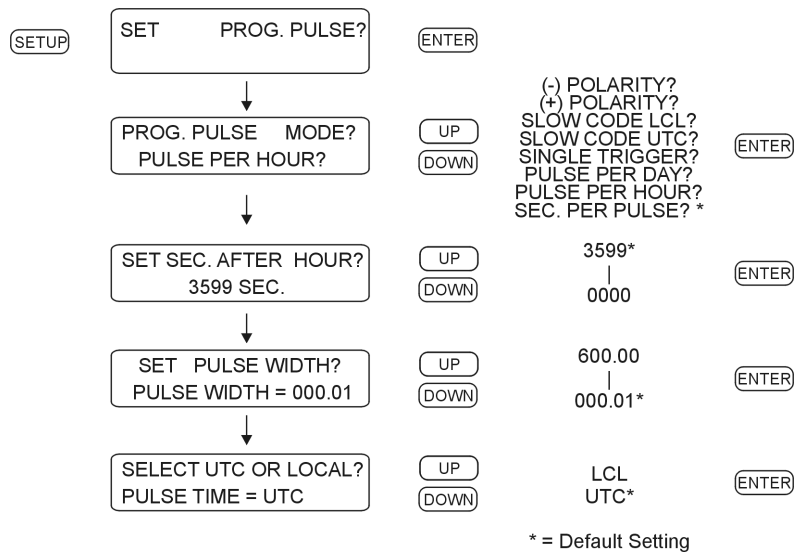 SETUP
SET PROG. PULSE?
ENTER
PROG. PULSE MODE?
PULSE PER HOUR?
UP
DOWN
(-) POLARITY?
(+) POLARITY?
SLOW CODE LCL?
SLOW CODE UTC?
SINGLE TRIGGER?
PULSE PER DAY?
PULSE PER HOUR?
SEC. PER PULSE? *
ENTER
SET SEC. AFTER HOUR?
3599 SEC.
UP
DOWN
3599*
|
0000
ENTER
SET PULSE WIDTH?
PULSE WIDTH = 000.01
UP
DOWN
600.00
|
000.01*
ENTER
SELECT UTC OR LOCAL?
PULSE TIME = UTC
UP
DOWN
LCL
UTC*
ENTER
* = Default Setting